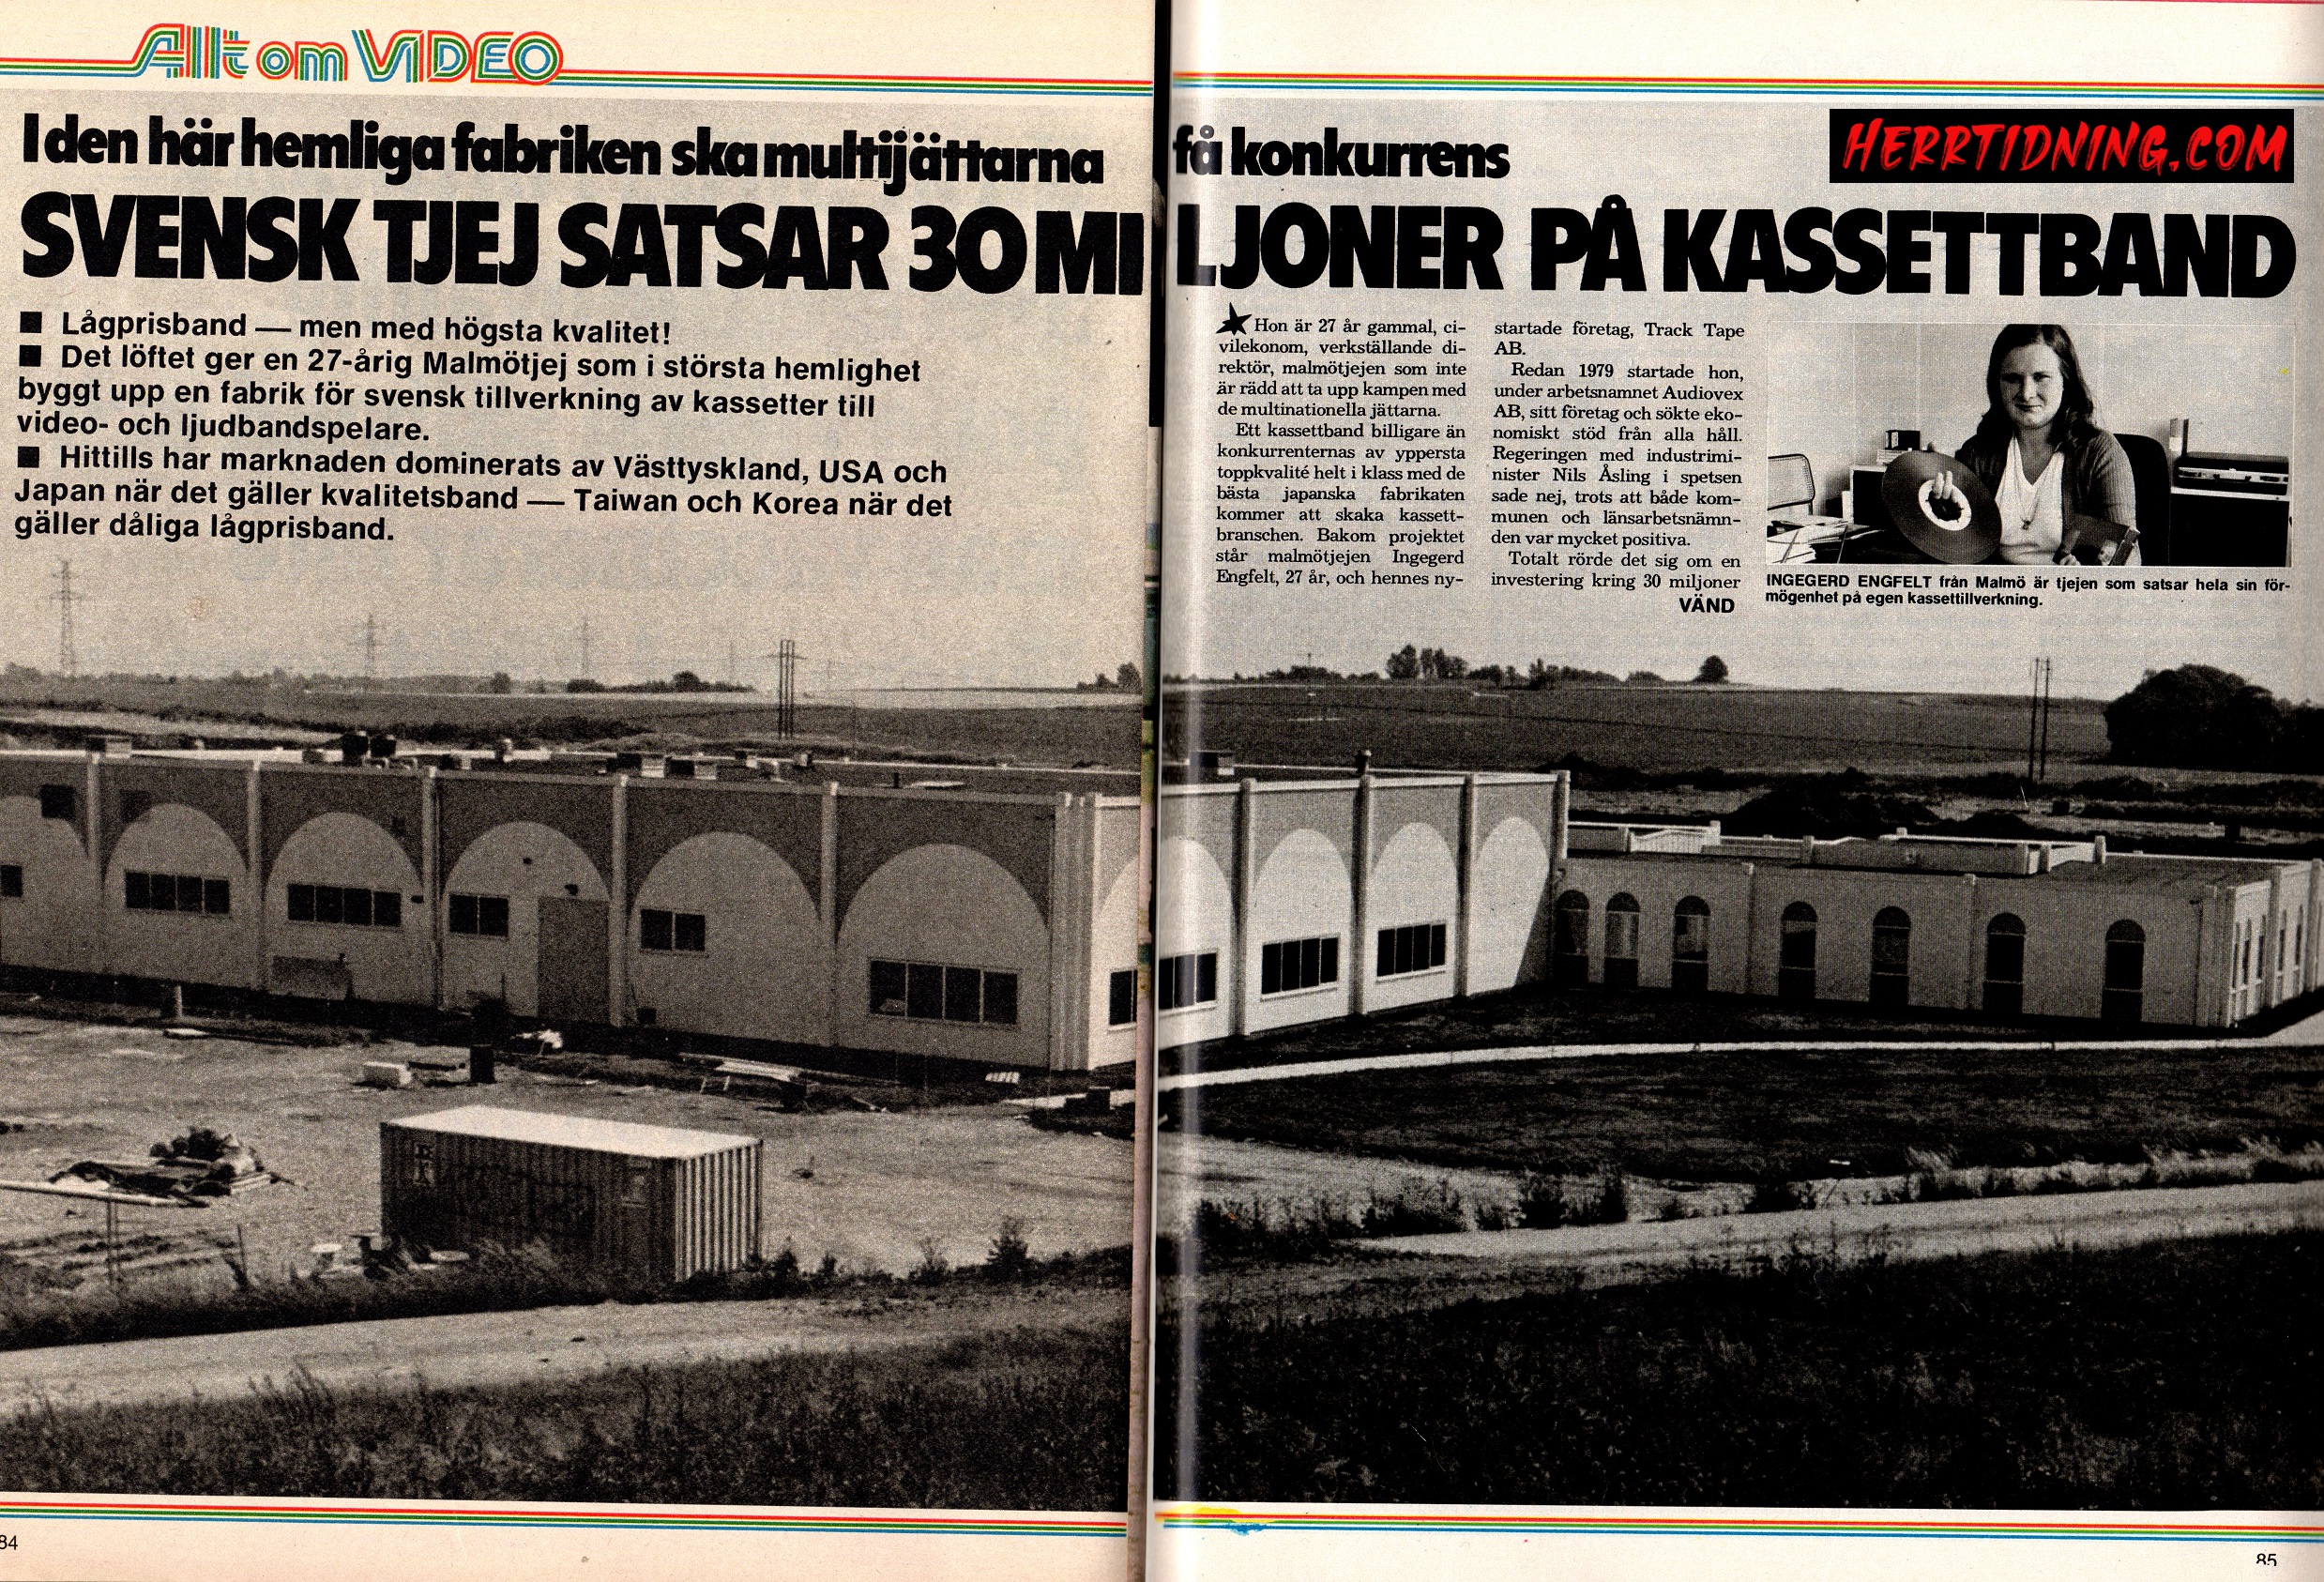 Allt om VIDEO
I den här hemliga fabriken ska multijättarna få konkurrens
HERRTIDNING.COM
SVENSK TJEJ SATSAR 30 MILJONER PÅ KASSETTBAND
■ Lågprisband — men med högsta kvalitet!
■ Det löftet ger en 27-årig Malmötjej som i största hemlighet
byggt upp en fabrik för svensk tillverkning av kassetter till
video- och ljudbandspelare.
■ Hittills har marknaden dominerats av Västtyskland, USA och
Japan när det gäller kvalitetsband — Taiwan och Korea när det
gäller dåliga lågprisband.
★ Hon är 27 år gammal, ci-
vilekonom, verkställande di-
rektör, malmötjejen som inte
är rädd att ta upp kampen med
de multinationella jättarna.
Ett kassettband billigare än
konkurrenternas av yppersta
toppkvalité helt i klass med de
bästa japanska fabrikaten
kommer att skaka kassett-
branschen. Bakom projektet
står malmötjejen Ingegerd
Engfelt, 27 år, och hennes ny-
startade företag, Track Tape
AB.
Redan 1979 startade hon,
under arbetsnamnet Audiovex
AB, sitt företag och sökte eko-
nomiskt stöd från alla håll.
Regeringen med industrimi-
nister Nils Åsling i spetsen
sade nej, trots att både kom-
munen och länsarbetsnämn-
den var mycket positiva.
Totalt rörde det sig om en
investering kring 30 miljoner
VÄND
INGEGERD ENGFELT från Malmö är tjejen som satsar hela sin för-
mögenhet på egen kassettillverkning.
84
85